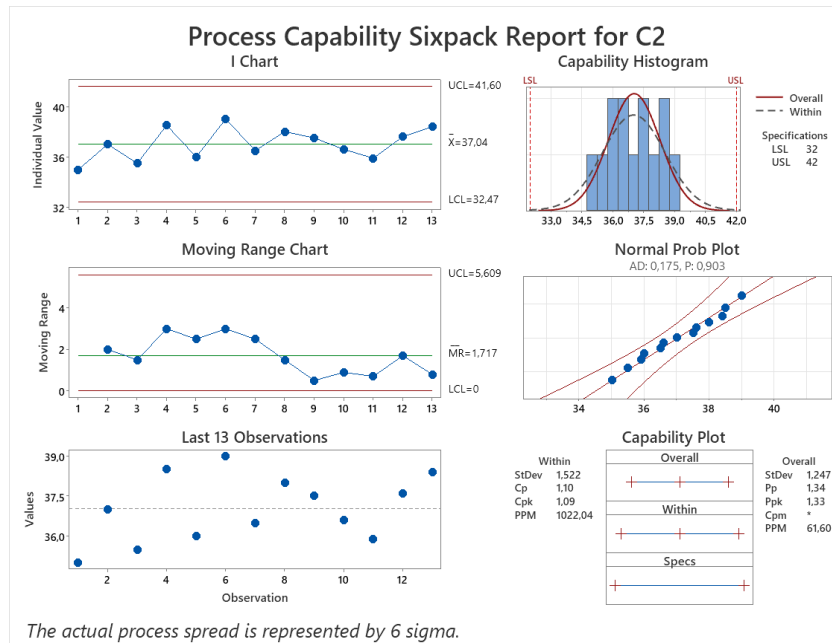 Process Capability Sixpack Report for C2
I Chart
Individual Value
40
36
32
UCL=41,60
X̄=37,04
LCL=32,47
1 2 3 4 5 6 7 8 9 10 11 12 13
Capability Histogram
LSL USL
Overall
Within
Specifications
LSL 32
USL 42
33,0 34,5 36,0 37,5 39,0 40,5 42,0
Moving Range Chart
Moving Range
4
2
0
UCL=5,609
M̅R̅=1,717
LCL=0
1 2 3 4 5 6 7 8 9 10 11 12 13
Normal Prob Plot
AD: 0,175, P: 0,903
34 36 38 40
Last 13 Observations
Values
39,0
37,5
36,0
2 4 6 8 10 12
Observation
Capability Plot
Within
StDev 1,522
Cp 1,10
Cpk 1,09
PPM 1022,04
Overall
Within
Specs
Overall
StDev 1,247
Pp 1,34
Ppk 1,33
Cpm *
PPM 61,60
The actual process spread is represented by 6 sigma.